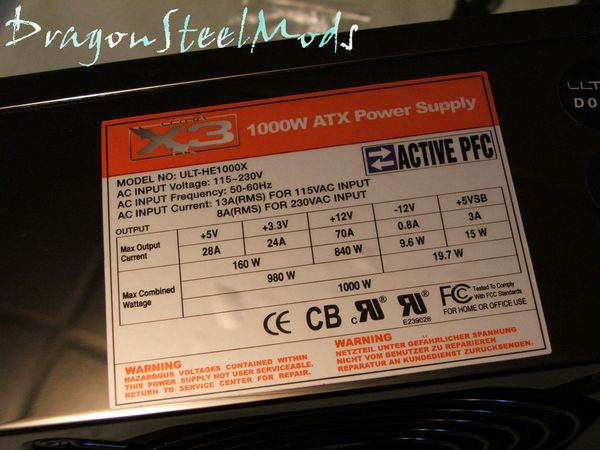 DragonSteelMods
ULTRA
X3 1000W ATX Power Supply
MODEL NO: ULT-HE1000X
AC INPUT Voltage: 115~230V
AC INPUT Frequency: 50-60Hz
AC INPUT Current: 13A(RMS) FOR 115VAC INPUT
8A(RMS) FOR 230VAC INPUT
ACTIVE PFC
OUTPUT +5V +3.3V +12V -12V +5VSB
Max Output Current 28A 24A 70A 0.8A 3A
160 W 840 W 9.6 W 15 W
Max Combined Wattage 980 W 19.7 W
1000 W
CE CB c RU RU FC Tested To Comply
With FCC Standards
E239028 FOR HOME OR OFFICE USE
WARNING
HAZARDOUS VOLTAGES CONTAINED WITHIN
THIS POWER SUPPLY NOT USER SERVICEABLE.
RETURN TO SERVICE CENTER FOR REPAIR.
WARNING
NETZTEIL UNTER GEFÄHRLICHER SPANNUNG
NICHT VOM BENUTZER ZU REPARIEREN
REPARATUR AN KUNDEDIENST ZURÜCKSENDEN.
DO